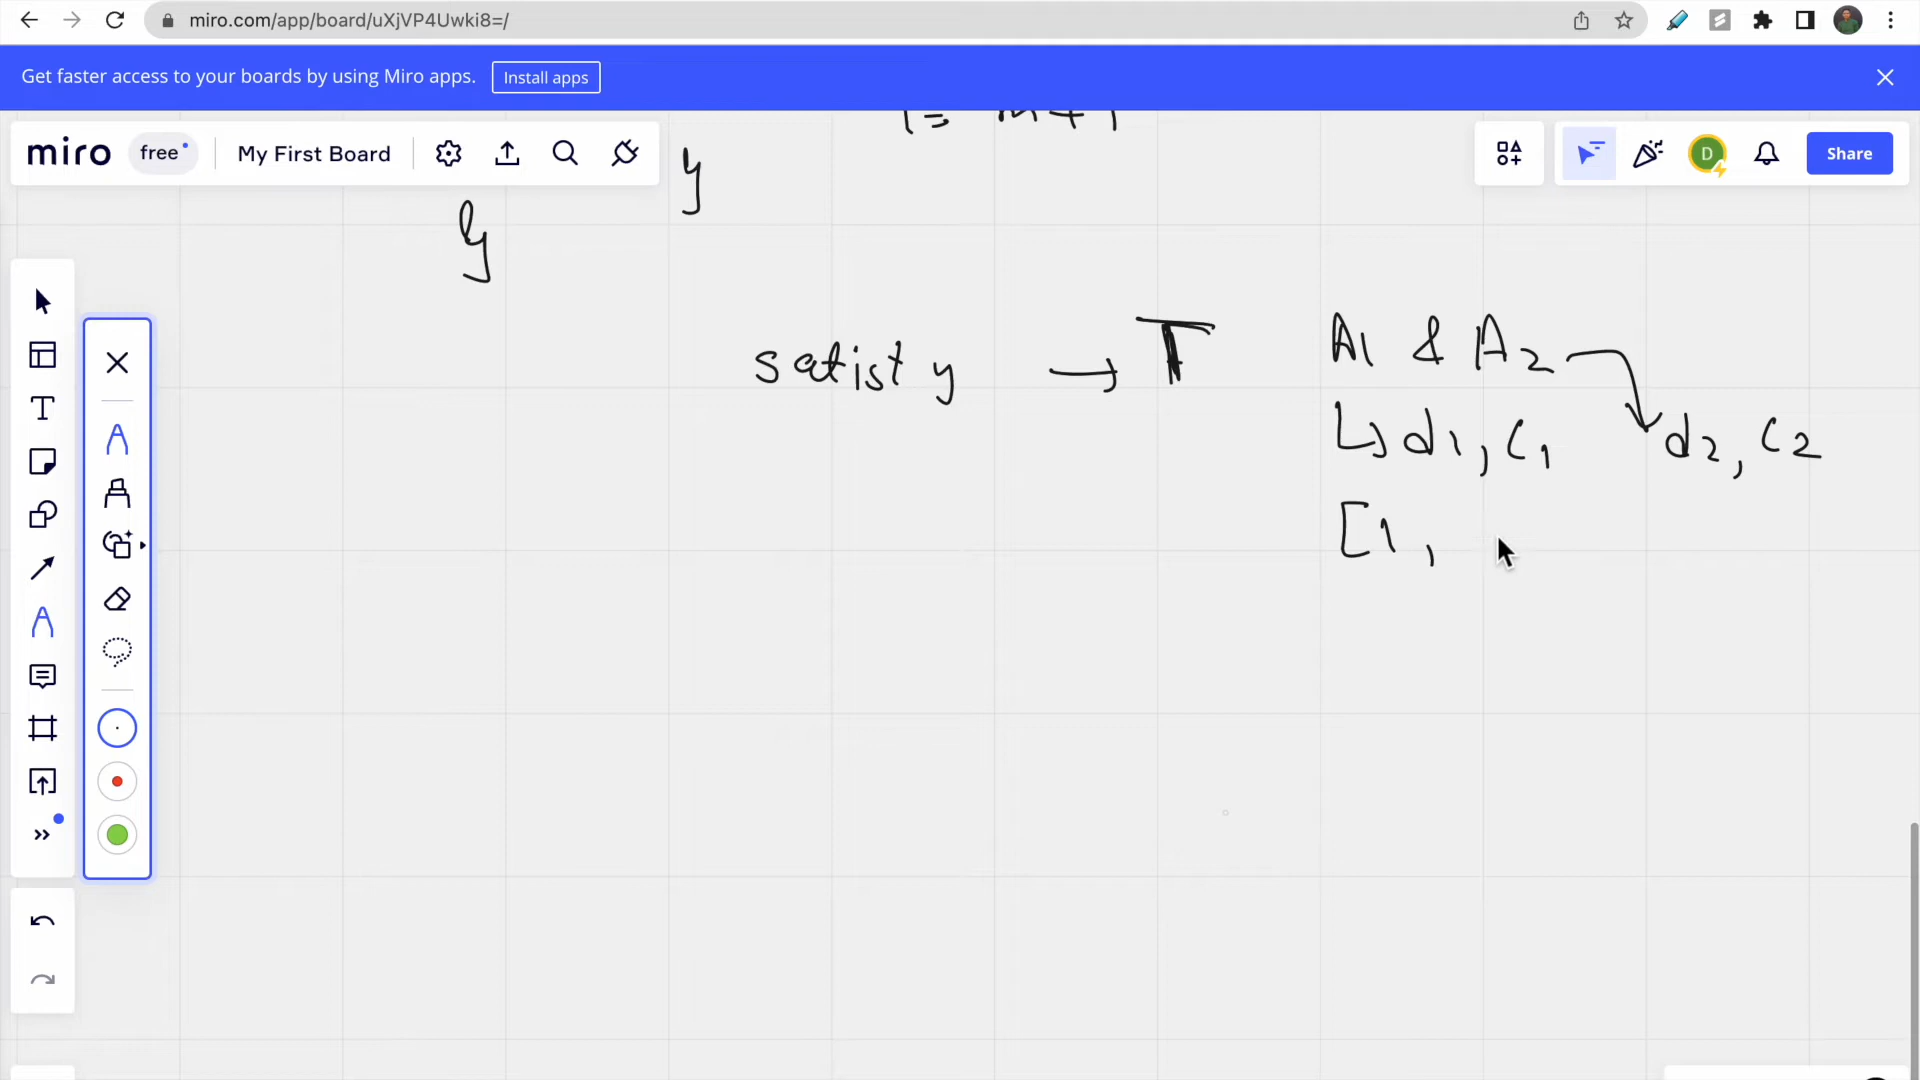 miro.com/app/board/uXjVP4Uwki8=/
Get faster access to your boards by using Miro apps. Install apps
miro free My First Board D Share
y
y
satisfy → T A1 & A2
↳ d1, C1 d2, C2
[1,
T